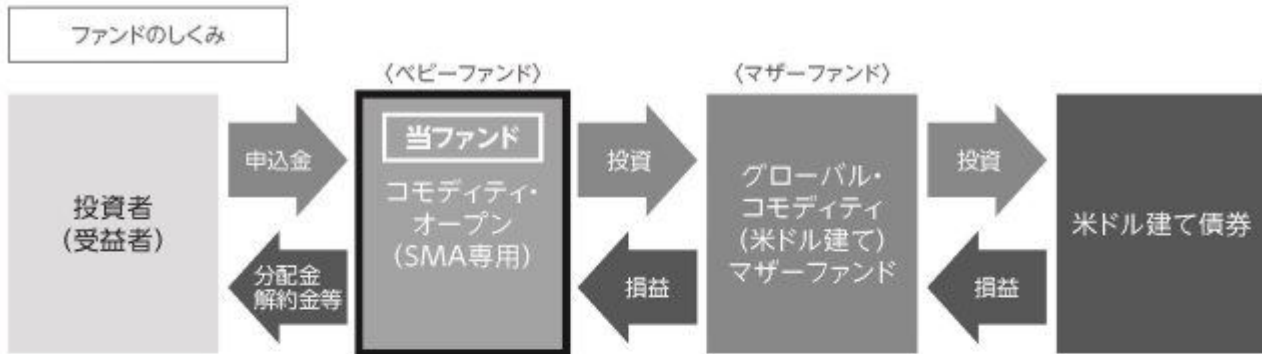 ファンドのしくみ
〈ベビーファンド〉
〈マザーファンド〉
投資者
(受益者)
申込金
分配金
解約金等
当ファンド
コモディティ・
オープン
(SMA専用)
投資
損益
グローバル・
コモディティ
(米ドル建て)
マザーファンド
投資
損益
米ドル建て債券